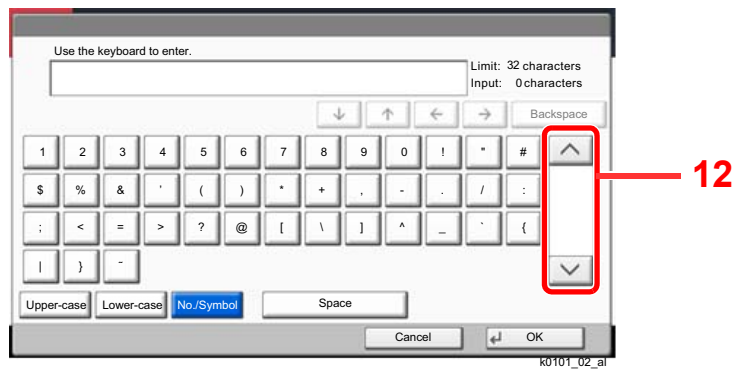 Use the keyboard to enter.
Limit: 32 characters
Input: 0 characters
↓ ↑ ← → Backspace
1 2 3 4 5 6 7 8 9 0 ! " #
$ % & ' ( ) * + , - . / :
; < = > ? @ [ \ ] ^ _ ` {
| } ~
12
Upper-case Lower-case No./Symbol Space
Cancel OK
k0101_02_al